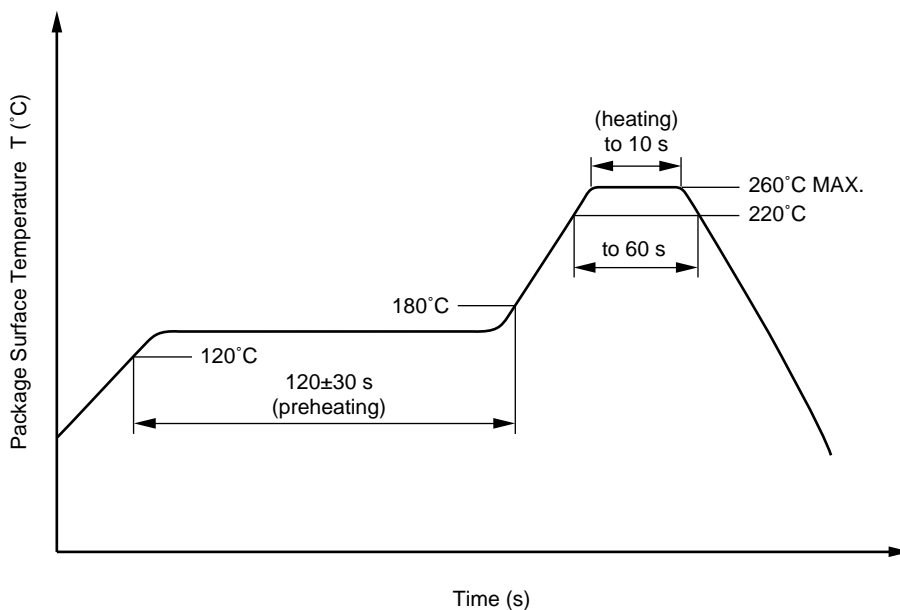 Package Surface Temperature T (˚C)
(heating)
to 10 s
260˚C MAX.
220˚C
to 60 s
180˚C
120˚C
120±30 s
(preheating)
Time (s)